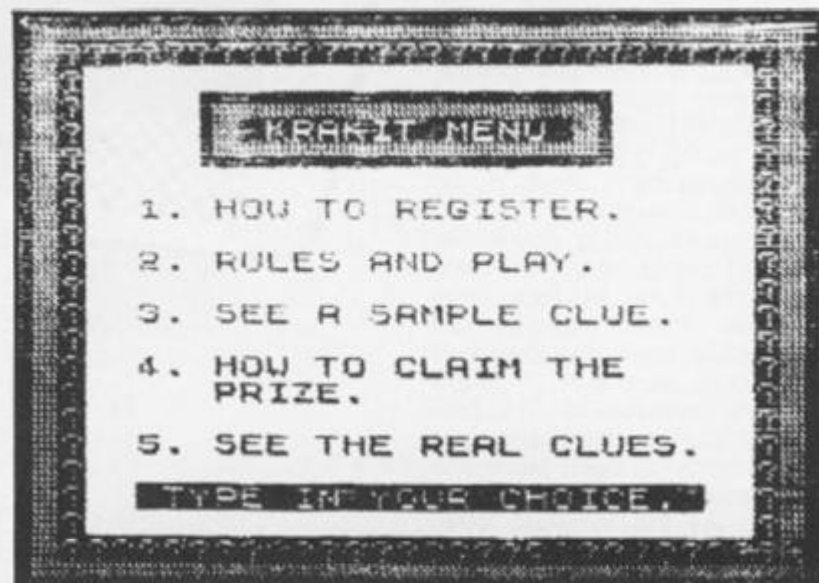 KRAKIT MENU
1. HOW TO REGISTER.
2. RULES AND PLAY.
3. SEE A SAMPLE CLUE.
4. HOW TO CLAIM THE
PRIZE.
5. SEE THE REAL CLUES.
TYPE IN YOUR CHOICE.